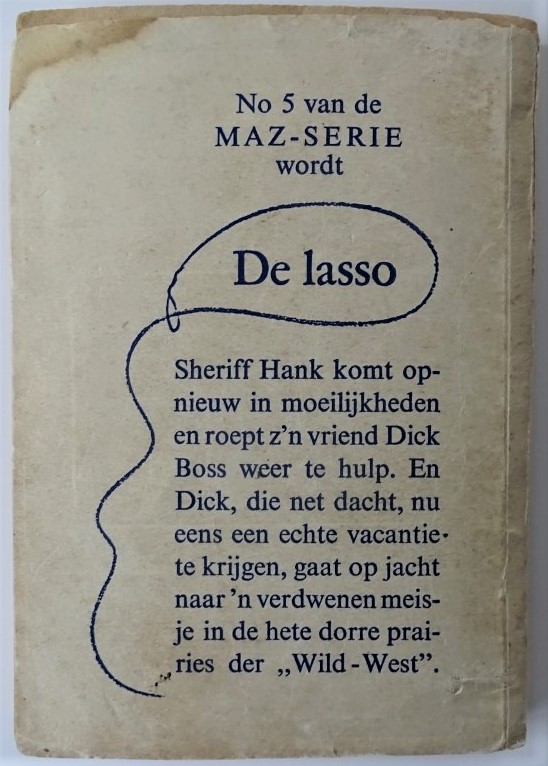 No 5 van de
MAZ-SERIE
wordt
De lasso
Sheriff Hank komt op-
nieuw in moeilijkheden
en roept z'n vriend Dick
Boss weer te hulp. En
Dick, die net dacht, nu
eens een echte vacantie
te krijgen, gaat op jacht
naar 'n verdwenen meis-
je in de hete dorre prai-
ries der „Wild-West”.